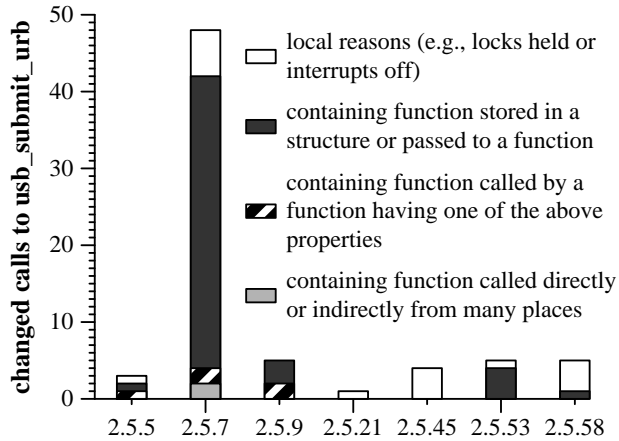 changed calls to usb_submit_urb
50
40
30
20
10
0
local reasons (e.g., locks held or
interrupts off)
containing function stored in a
structure or passed to a function
containing function called by a
function having one of the above
properties
containing function called directly
or indirectly from many places
2.5.5 2.5.7 2.5.9 2.5.21 2.5.45 2.5.53 2.5.58